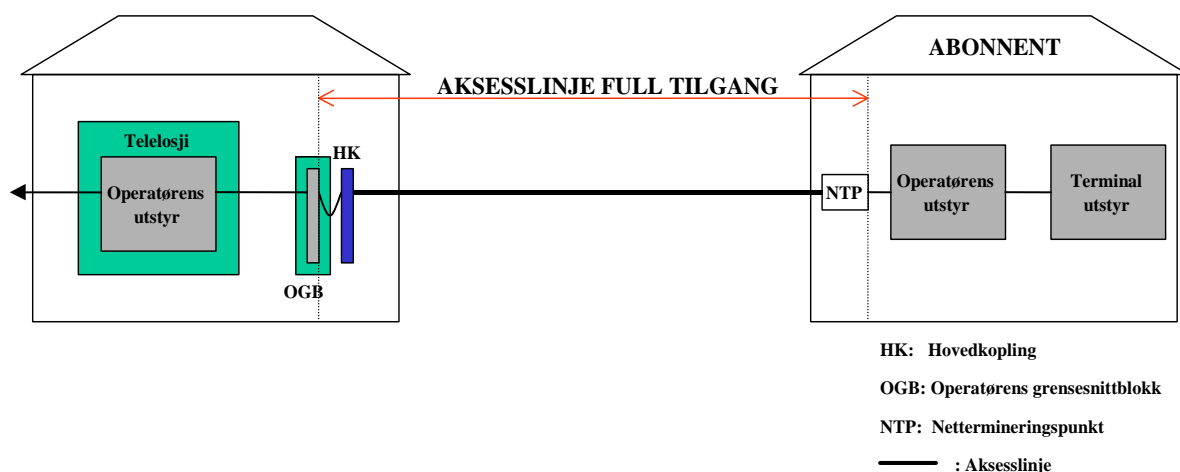 ABONNENT
AKSESSLINJE FULL TILGANG
Telelosji
HK
Operatørens
utstyr
NTP
Operatørens
utstyr
Terminal
utstyr
OGB
HK: Hovedkopling
OGB: Operatørens grensesnittblokk
NTP: Nettermineringspunkt
: Aksesslinje